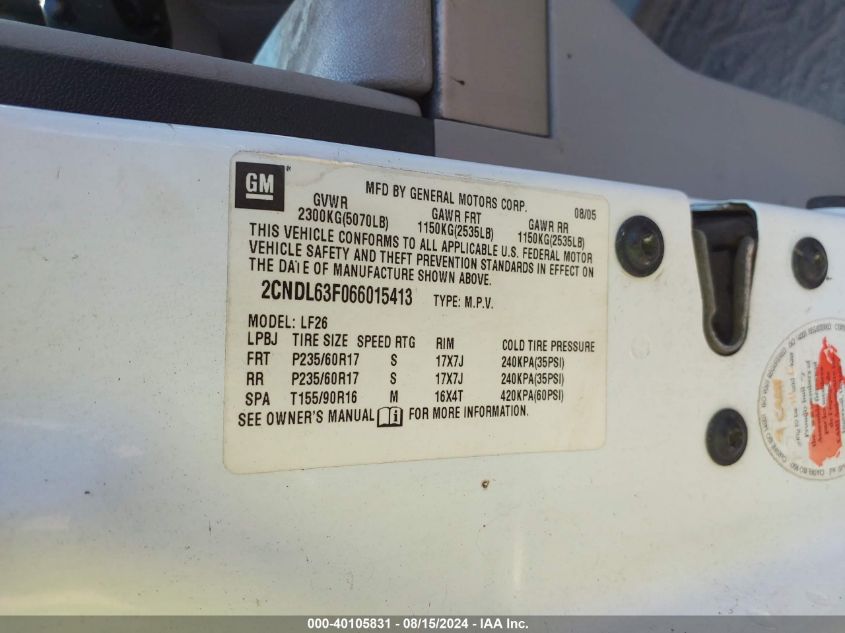 GM
MFD BY GENERAL MOTORS CORP. 08/05
GVWR GAWR FRT GAWR RR
2300KG(5070LB) 1150KG(2535LB) 1150KG(2535LB)
THIS VEHICLE CONFORMS TO ALL APPLICABLE U.S. FEDERAL MOTOR
VEHICLE SAFETY AND THEFT PREVENTION STANDARDS IN EFFECT ON
THE DATE OF MANUFACTURE SHOWN ABOVE.
2CNDL63F066015413 TYPE: M.P.V.
MODEL: LF26
LPBJ TIRE SIZE SPEED RTG RIM COLD TIRE PRESSURE
FRT P235/60R17 S 17X7J 240KPA(35PSI)
RR P235/60R17 S 17X7J 240KPA(35PSI)
SPA T155/90R16 M 16X4T 420KPA(60PSI)
SEE OWNER'S MANUAL FOR MORE INFORMATION.
000-40105831 - 08/15/2024 - IAA Inc.